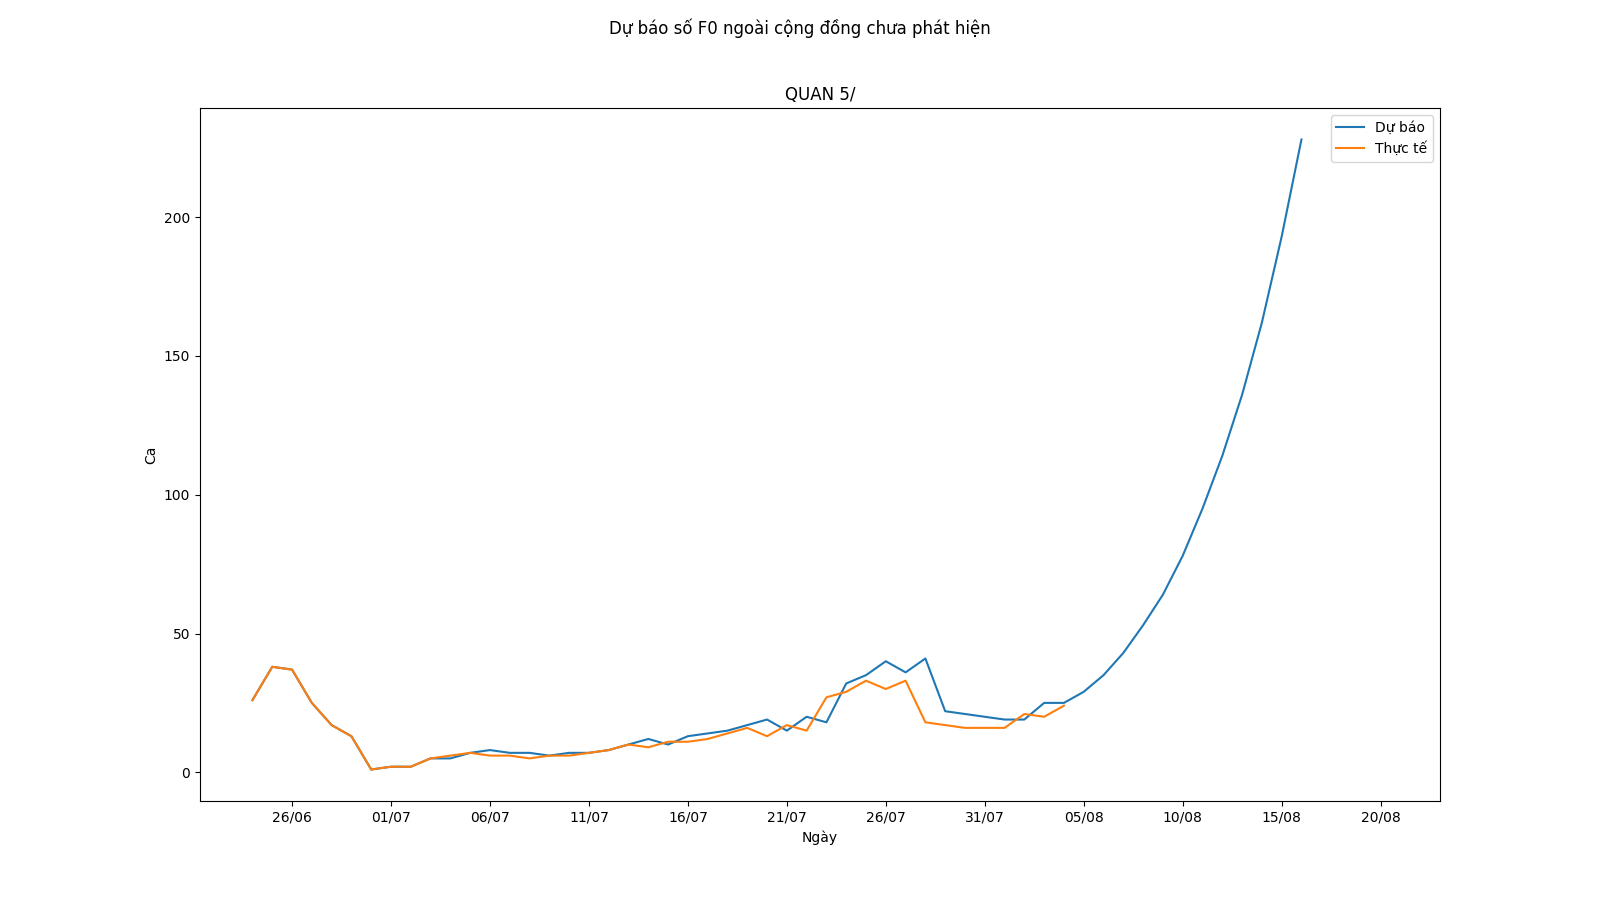 Dự báo số F0 ngoài cộng đồng chưa phát hiện
QUAN 5/
Dự báo
Thực tế
200
150
100
50
0
Ca
26/06 01/07 06/07 11/07 16/07 21/07 26/07 31/07 05/08 10/08 15/08 20/08
Ngày